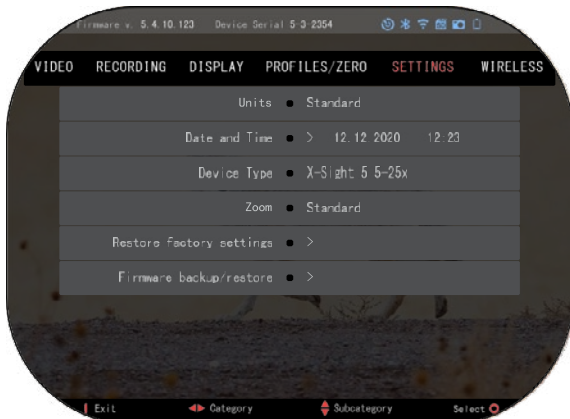 Firmware v. 5.4.10.123 Device Serial 5-3-2354
VIDEO RECORDING DISPLAY PROFILES/ZERO SETTINGS WIRELESS
Units Standard
Date and Time > 12.12.2020 12:23
Device Type X-Sight 5 5-25x
Zoom Standard
Restore factory settings >
Firmware backup/restore >
Exit Category Subcategory Select